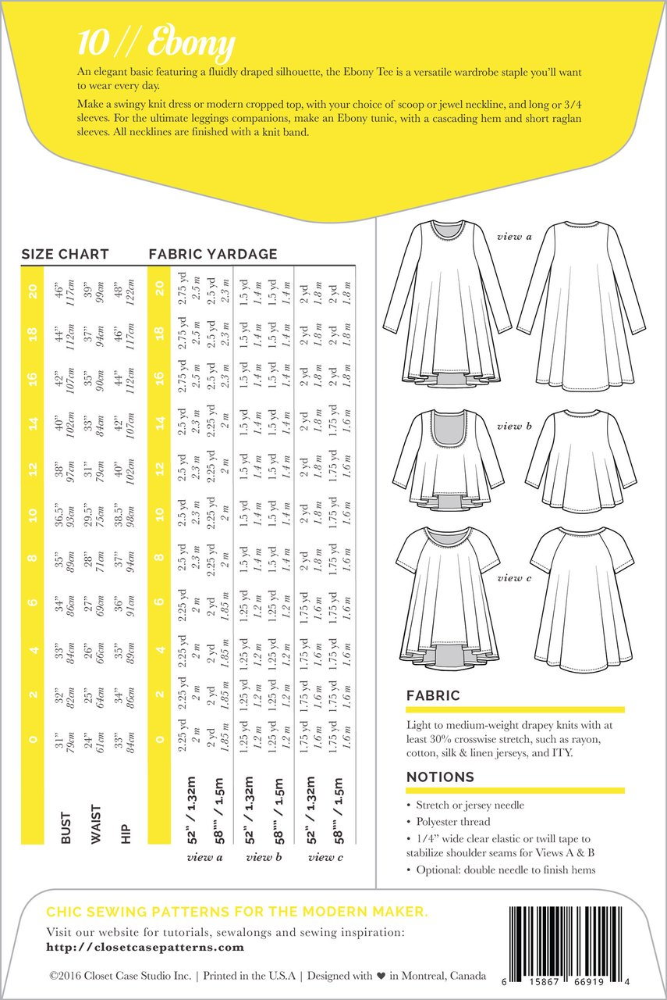 10 // Ebony
An elegant basic featuring a fluidly draped silhouette, the Ebony Tee is a versatile wardrobe staple you’ll want
to wear every day.
Make a swingy knit dress or modern cropped top, with your choice of scoop or jewel neckline, and long or 3/4
sleeves. For the ultimate leggings companions, make an Ebony tunic, with a cascading hem and short raglan
sleeves. All necklines are finished with a knit band.
SIZE CHART
0 2 4 6 8 10 12 14 16 18 20
BUST 31” 32” 33” 34” 35” 36.5” 38” 40” 42” 44” 46”
79cm 82cm 84cm 86cm 89cm 93cm 97cm 102cm 107cm 112cm 117cm
WAIST 24” 25” 26” 27” 28” 29.5” 31” 33” 35” 37” 39”
61cm 64cm 66cm 69cm 71cm 75cm 79cm 84cm 90cm 94cm 99cm
HIP 33” 34” 35” 36” 37” 38.5” 40” 42” 44” 46” 48”
84cm 86cm 89cm 91cm 94cm 98cm 102cm 107cm 112cm 117cm 122cm
FABRIC YARDAGE
0 2 4 6 8 10 12 14 16 18 20
view a
52” / 1.32m 2.25 yd 2.25 yd 2.25 yd 2.25 yd 2.5 yd 2.5 yd 2.5 yd 2.5 yd 2.75 yd 2.75 yd 2.75 yd
2 m 2 m 2 m 2 m 2.3 m 2.3 m 2.3 m 2.3 m 2.5 m 2.5 m 2.5 m
58”” / 1.5m 2 yd 2 yd 2 yd 2 yd 2.25 yd 2.25 yd 2.25 yd 2.25 yd 2.5 yd 2.5 yd 2.5 yd
1.85 m 1.85 m 1.85 m 1.85 m 2 m 2 m 2 m 2 m 2.3 m 2.3 m 2.3 m
view b
52” / 1.32m 1.25 yd 1.25 yd 1.25 yd 1.25 yd 1.5 yd 1.5 yd 1.5 yd 1.5 yd 1.5 yd 1.5 yd 1.5 yd
1.2 m 1.2 m 1.2 m 1.2 m 1.4 m 1.4 m 1.4 m 1.4 m 1.4 m 1.4 m 1.4 m
58”” / 1.5m 1.25 yd 1.25 yd 1.25 yd 1.25 yd 1.5 yd 1.5 yd 1.5 yd 1.5 yd 1.5 yd 1.5 yd 1.5 yd
1.2 m 1.2 m 1.2 m 1.2 m 1.4 m 1.4 m 1.4 m 1.4 m 1.4 m 1.4 m 1.4 m
view c
52” / 1.32m 1.75 yd 1.75 yd 1.75 yd 1.75 yd 2 yd 2 yd 2 yd 2 yd 2 yd 2 yd 2 yd
1.6 m 1.6 m 1.6 m 1.6 m 1.8 m 1.8 m 1.8 m 1.8 m 1.8 m 1.8 m 1.8 m
58”” / 1.5m 1.75 yd 1.75 yd 1.75 yd 1.75 yd 1.75 yd 1.75 yd 1.75 yd 1.75 yd 2 yd 2 yd 2 yd
1.6 m 1.6 m 1.6 m 1.6 m 1.6 m 1.6 m 1.6 m 1.6 m 1.8 m 1.8 m 1.8 m
view a
view b
view c
FABRIC
Light to medium-weight drapey knits with at
least 30% crosswise stretch, such as rayon,
cotton, silk & linen jerseys, and ITY.
NOTIONS
• Stretch or jersey needle
• Polyester thread
• 1/4” wide clear elastic or twill tape to
stabilize shoulder seams for Views A & B
• Optional: double needle to finish hems
CHIC SEWING PATTERNS FOR THE MODERN MAKER.
Visit our website for tutorials, sewalongs and sewing inspiration:
http://closetcasepatterns.com
©2016 Closet Case Studio Inc. | Printed in the U.S.A | Designed with ♥ in Montreal, Canada
6 15867 66919 4